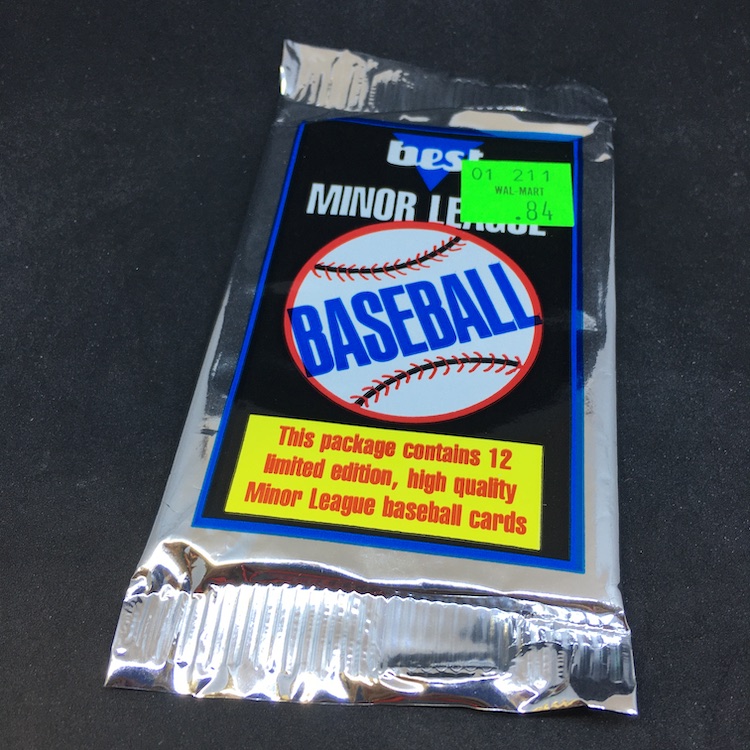 best
01 211
WAL-MART
.84
MINOR LEAGUE
BASEBALL
This package contains 12
limited edition, high quality
Minor League baseball cards